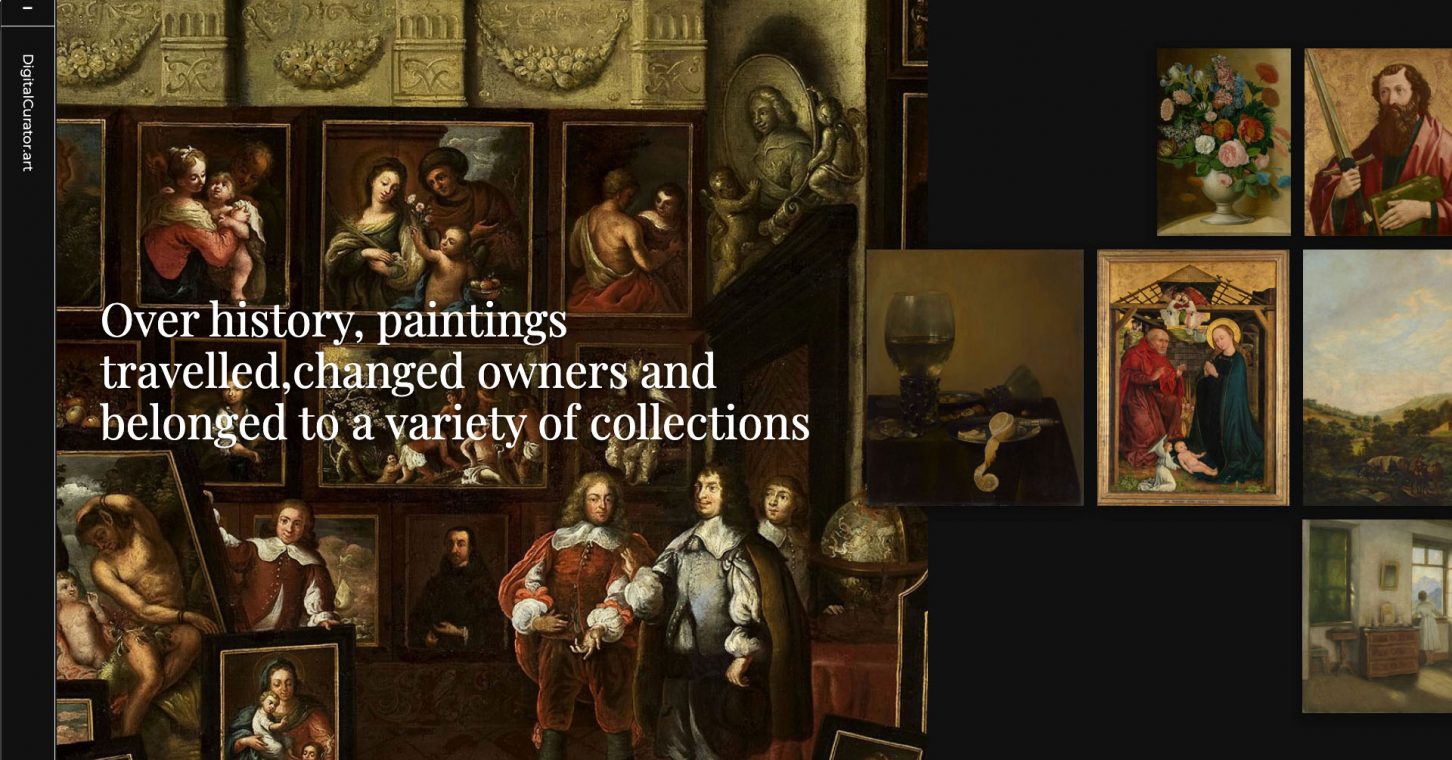 DigitalCurator.art
Over history, paintings
travelled,changed owners and
belonged to a variety of collections